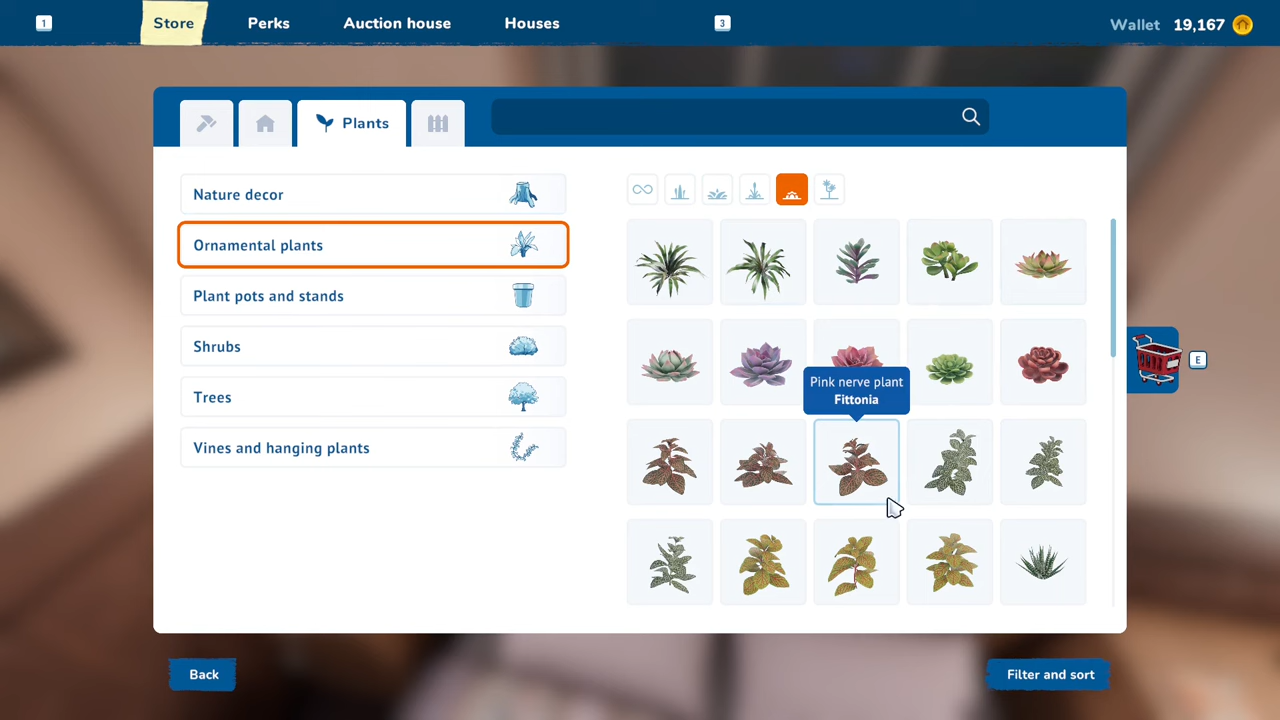 1
Store
Perks
Auction house
Houses
3
Wallet 19,167
Plants
Nature decor
Ornamental plants
Plant pots and stands
Shrubs
Trees
Vines and hanging plants
Pink nerve plant
Fittonia
E
Back
Filter and sort